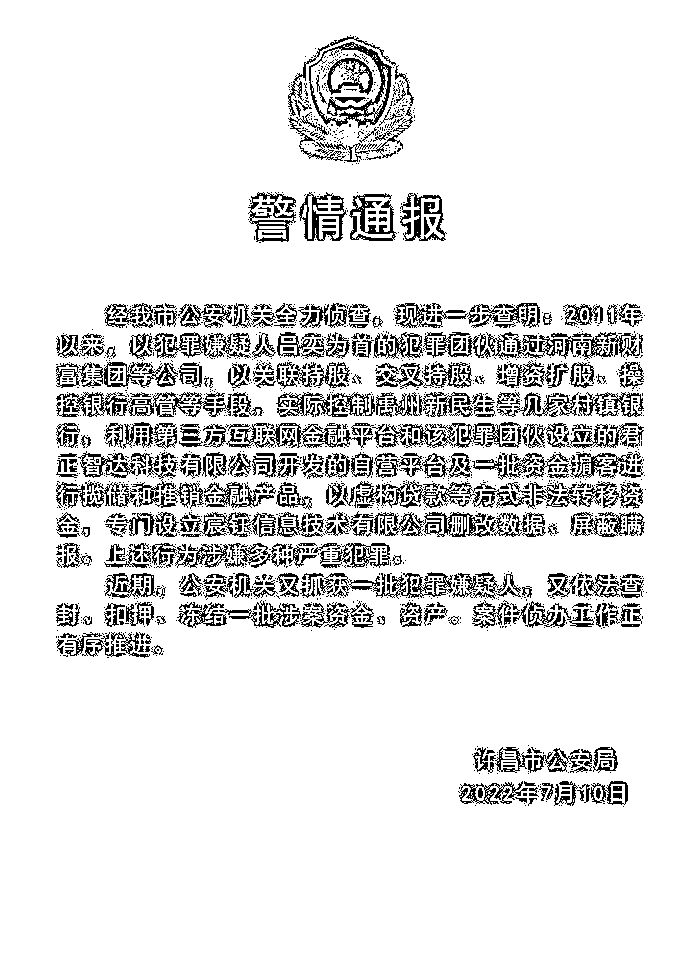 警情通报
经我市公安机关全力侦查，现进一步查明：2011年
以来，以犯罪嫌疑人吕奕为首的犯罪团伙通过河南新财
富集团等公司，以关联持股、交叉持股、增资扩股、操
控银行高管等手段，实际控制禹州新民生等几家村镇银
行，利用第三方互联网金融平台和该犯罪团伙设立的君
正智达科技有限公司开发的自营平台及一批资金掮客进
行揽储和推销金融产品，以虚构贷款等方式非法转移资
金，专门设立宸钰信息技术有限公司删改数据、屏蔽瞒
报。上述行为涉嫌多种严重犯罪。
近期，公安机关又抓获一批犯罪嫌疑人，又依法查
封、扣押、冻结一批涉案资金、资产。案件侦办工作正
有序推进。
许昌市公安局
2022年7月10日